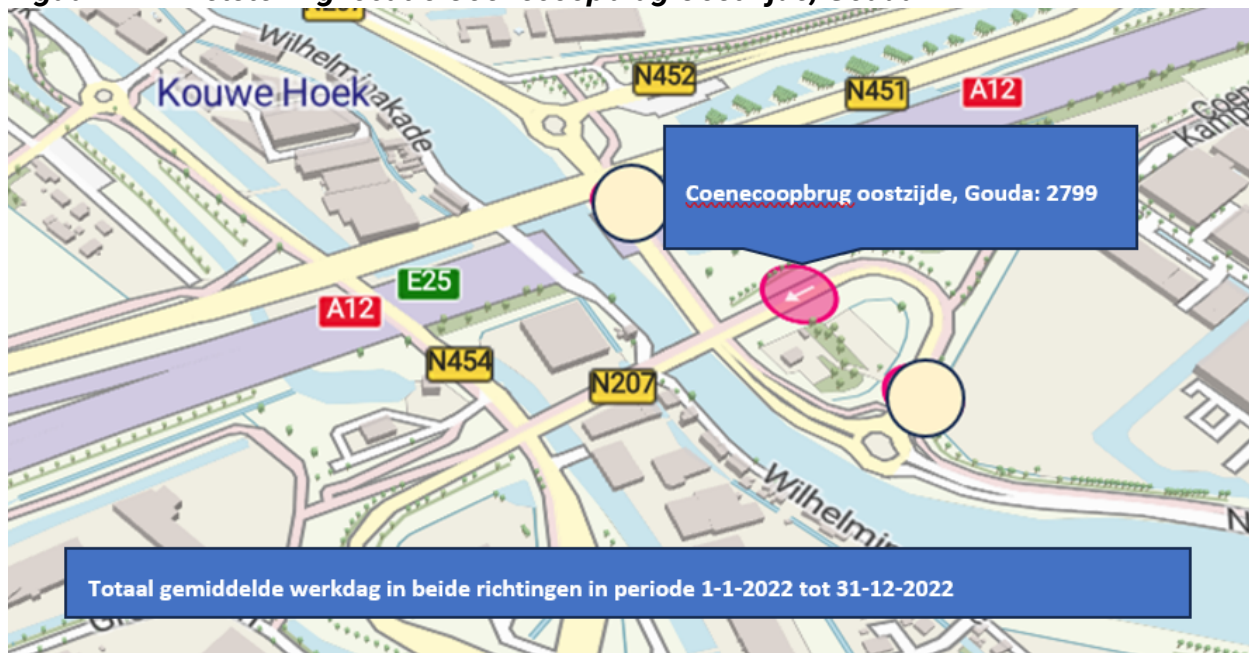 Wilhelminakade
N452
Kouwe Hoek
N451
A12
Coenecoopbrug oostzijde, Gouda: 2799
E25
A12
N454
N207
Totaal gemiddelde werkdag in beide richtingen in periode 1-1-2022 tot 31-12-2022